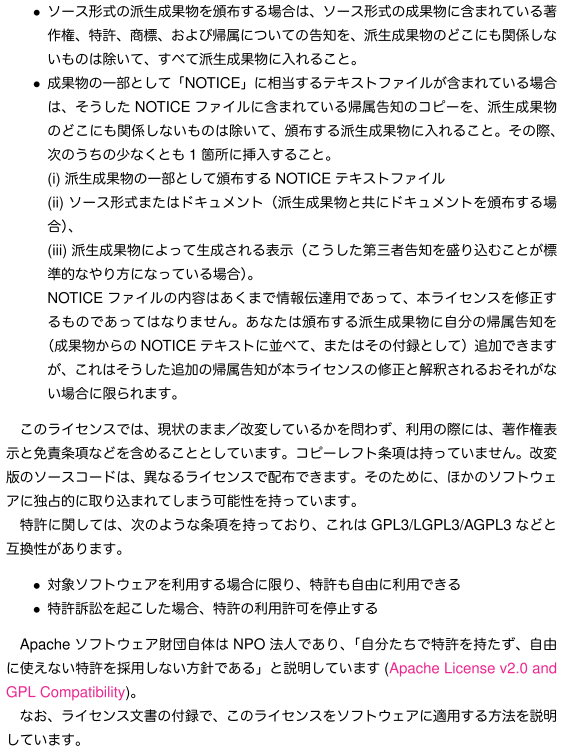 • ソース形式の派生成果物を頒布する場合は、ソース形式の成果物に含まれている著
作権、特許、商標、および帰属についての告知を、派生成果物のどこにも関係しな
いものは除いて、すべて派生成果物に入れること。
• 成果物の一部として「NOTICE」に相当するテキストファイルが含まれている場合
は、そうした NOTICE ファイルに含まれている帰属告知のコピーを、派生成果物
のどこにも関係しないものは除いて、頒布する派生成果物に入れること。その際、
次のうちの少なくとも 1 箇所に挿入すること。
(i) 派生成果物の一部として頒布する NOTICE テキストファイル
(ii) ソース形式またはドキュメント（派生成果物と共にドキュメントを頒布する場
合）、
(iii) 派生成果物によって生成される表示（こうした第三者告知を盛り込むことが標
準的なやり方になっている場合）。
NOTICE ファイルの内容はあくまで情報伝達用であって、本ライセンスを修正す
るものであってはなりません。あなたは頒布する派生成果物に自分の帰属告知を
（成果物からの NOTICE テキストに並べて、またはその付録として）追加できます
が、これはそうした追加の帰属告知が本ライセンスの修正と解釈されるおそれがな
い場合に限られます。
このライセンスでは、現状のまま／改変しているかを問わず、利用の際には、著作権表
示と免責条項などを含めることとしています。コピーレフト条項は持っていません。改変
版のソースコードは、異なるライセンスで配布できます。そのために、ほかのソフトウェ
アに独占的に取り込まれてしまう可能性を持っています。
特許に関しては、次のような条項を持っており、これは GPL3/LGPL3/AGPL3 などと
互換性があります。
• 対象ソフトウェアを利用する場合に限り、特許も自由に利用できる
• 特許訴訟を起こした場合、特許の利用許可を停止する
Apache ソフトウェア財団自体は NPO 法人であり、「自分たちで特許を持たず、自由
に使えない特許を採用しない方針である」と説明しています (Apache License v2.0 and
GPL Compatibility)。
なお、ライセンス文書の付録で、このライセンスをソフトウェアに適用する方法を説明
しています。